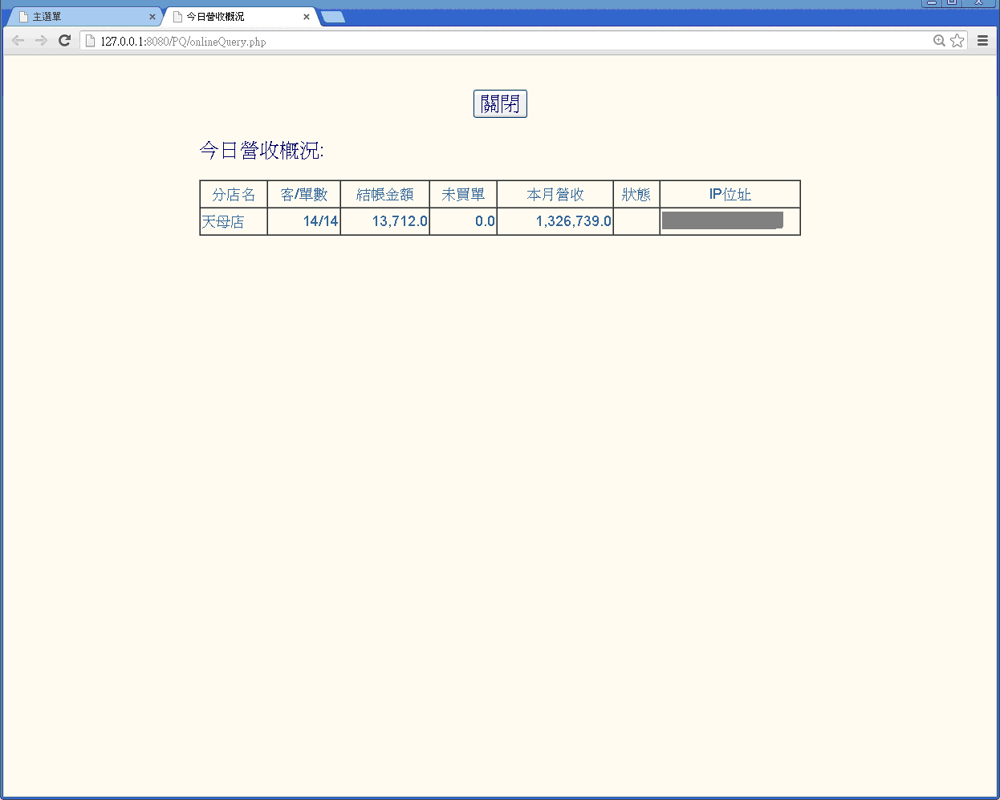 主選單
今日營收概況
127.0.0.1:8080/PQ/onlineQuery.php
關閉
今日營收概況:
分店名 客/單數 結帳金額 未買單 本月營收 狀態 IP位址
天母店 14/14 13,712.0 0.0 1,326,739.0